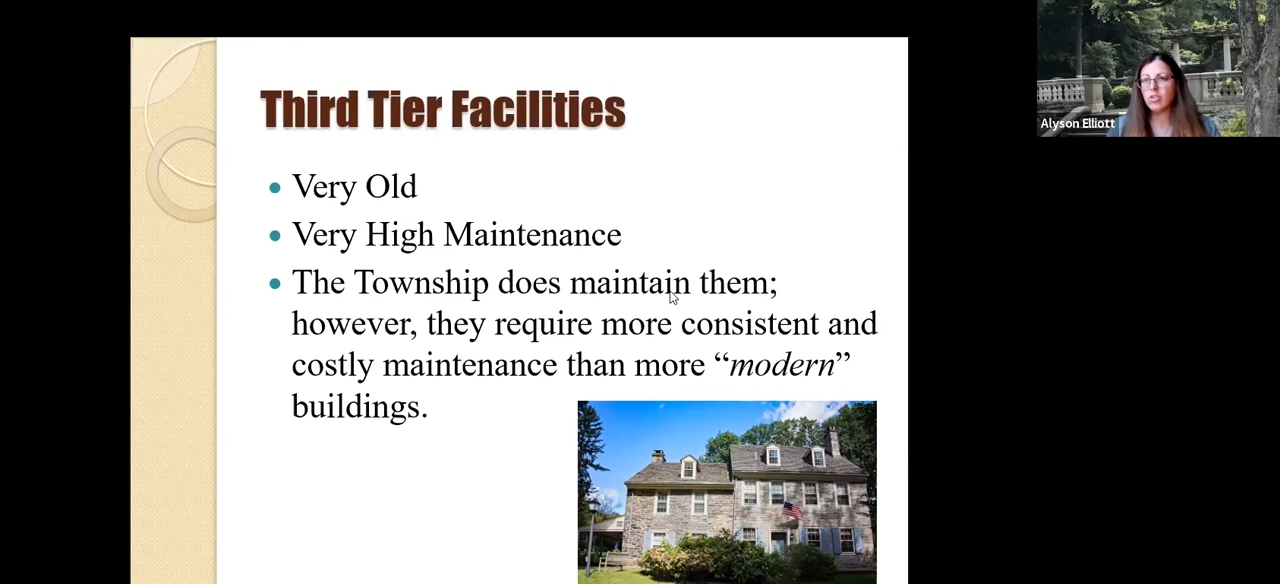 Third Tier Facilities
Alyson Elliott
Very Old
Very High Maintenance
The Township does maintain them;
however, they require more consistent and
costly maintenance than more “modern”
buildings.